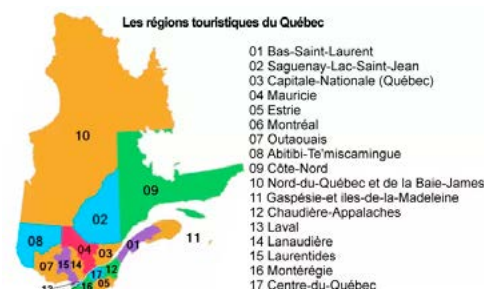 Les régions touristiques du Québec
01 Bas-Saint-Laurent
02 Saguenay-Lac-Saint-Jean
03 Capitale-Nationale (Québec)
04 Mauricie
05 Estrie
06 Montréal
07 Outaouais
08 Abitibi-Te'miscamingue
09 Côte-Nord
10 Nord-du-Québec et de la Baie-James
11 Gaspésie et iles-de-la-Madeleine
12 Chaudière-Appalaches
13 Laval
14 Lanaudière
15 Laurentides
16 Montérégie
17 Centre-du-Québec
10
09
02
08
01
11
04
03
07
15
14
17
12
13
16
05